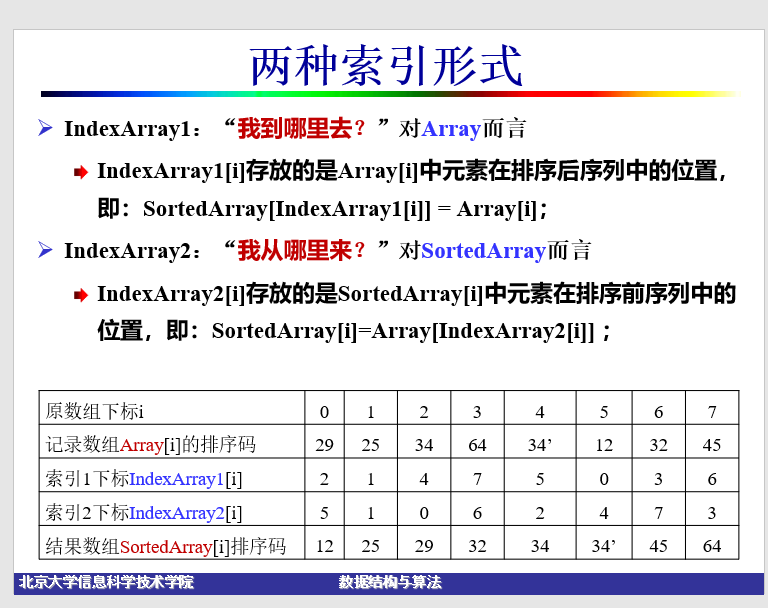 两种索引形式
IndexArray1：“我到哪里去？”对Array而言
IndexArray1[i]存放的是Array[i]中元素在排序后序列中的位置，
即：SortedArray[IndexArray1[i]] = Array[i]；
IndexArray2：“我从哪里来？”对SortedArray而言
IndexArray2[i]存放的是SortedArray[i]中元素在排序前序列中的
位置，即：SortedArray[i]=Array[IndexArray2[i]]；
原数组下标i 0 1 2 3 4 5 6 7
记录数组Array[i]的排序码 29 25 34 64 34’ 12 32 45
索引1下标IndexArray1[i] 2 1 4 7 5 0 3 6
索引2下标IndexArray2[i] 5 1 0 6 2 4 7 3
结果数组SortedArray[i]排序码 12 25 29 32 34 34’ 45 64
北京大学信息科学技术学院 数据结构与算法